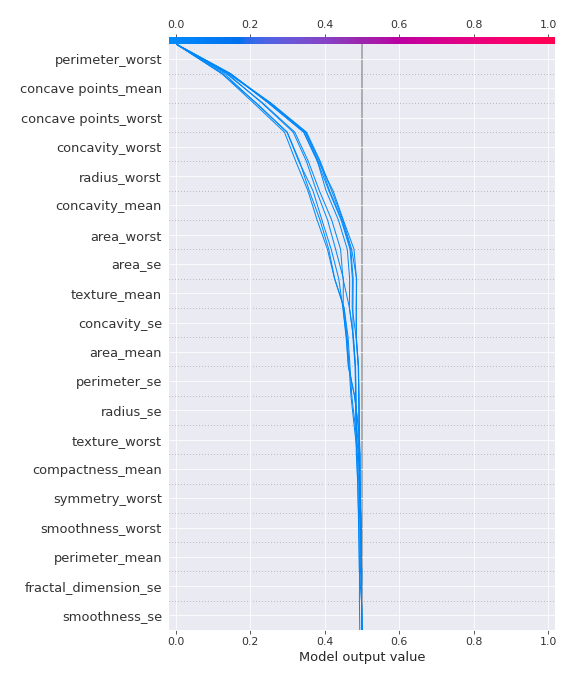 0.0 0.2 0.4 0.6 0.8 1.0
perimeter_worst
concave points_mean
concave points_worst
concavity_worst
radius_worst
concavity_mean
area_worst
area_se
texture_mean
concavity_se
area_mean
perimeter_se
radius_se
texture_worst
compactness_mean
symmetry_worst
smoothness_worst
perimeter_mean
fractal_dimension_se
smoothness_se
0.0 0.2 0.4 0.6 0.8 1.0
Model output value